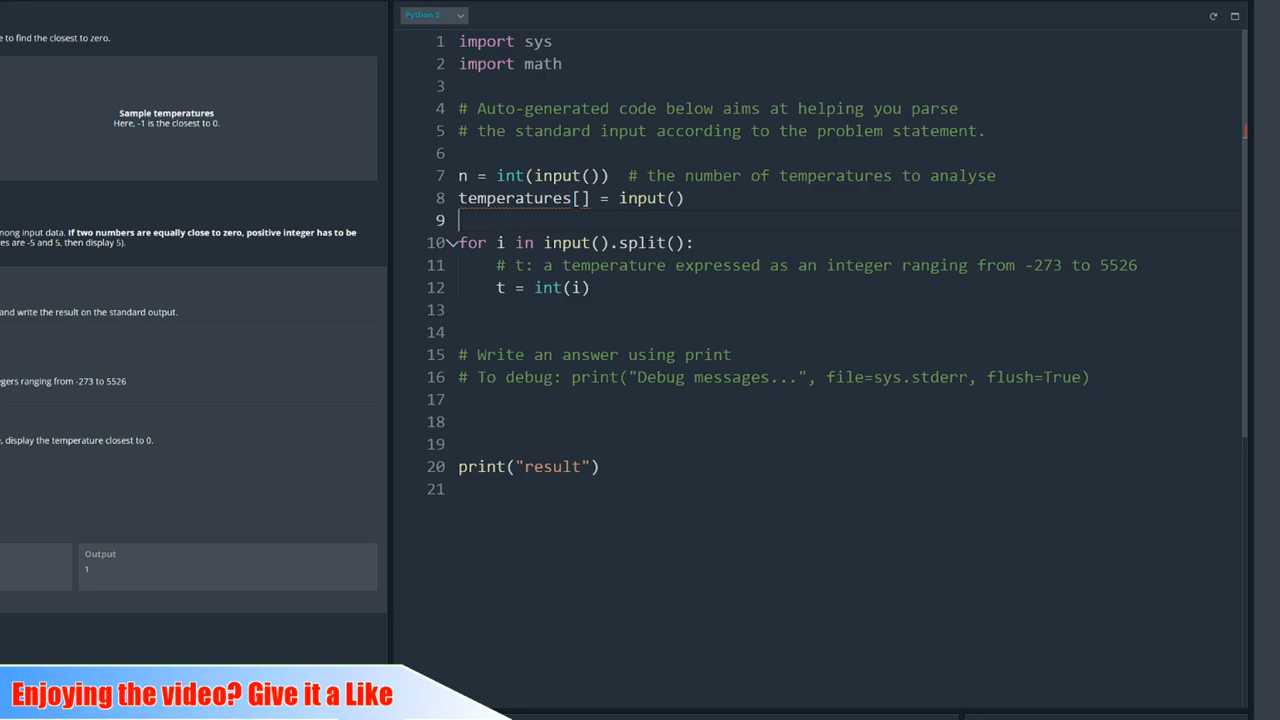 e to find the closest to zero.
Sample temperatures
Here, -1 is the closest to 0.
mong input data. If two numbers are equally close to zero, positive integer has to be
ures are -5 and 5, then display 5).
and write the result on the standard output.
egers ranging from -273 to 5526
e, display the temperature closest to 0.
Output
1
Python 3
1 import sys
2 import math
3
4 # Auto-generated code below aims at helping you parse
5 # the standard input according to the problem statement.
6
7 n = int(input())  # the number of temperatures to analyse
8 temperatures[] = input()
9
10 for i in input().split():
11     # t: a temperature expressed as an integer ranging from -273 to 5526
12     t = int(i)
13
14
15 # Write an answer using print
16 # To debug: print("Debug messages...", file=sys.stderr, flush=True)
17
18
19
20 print("result")
21
Enjoying the video? Give it a Like